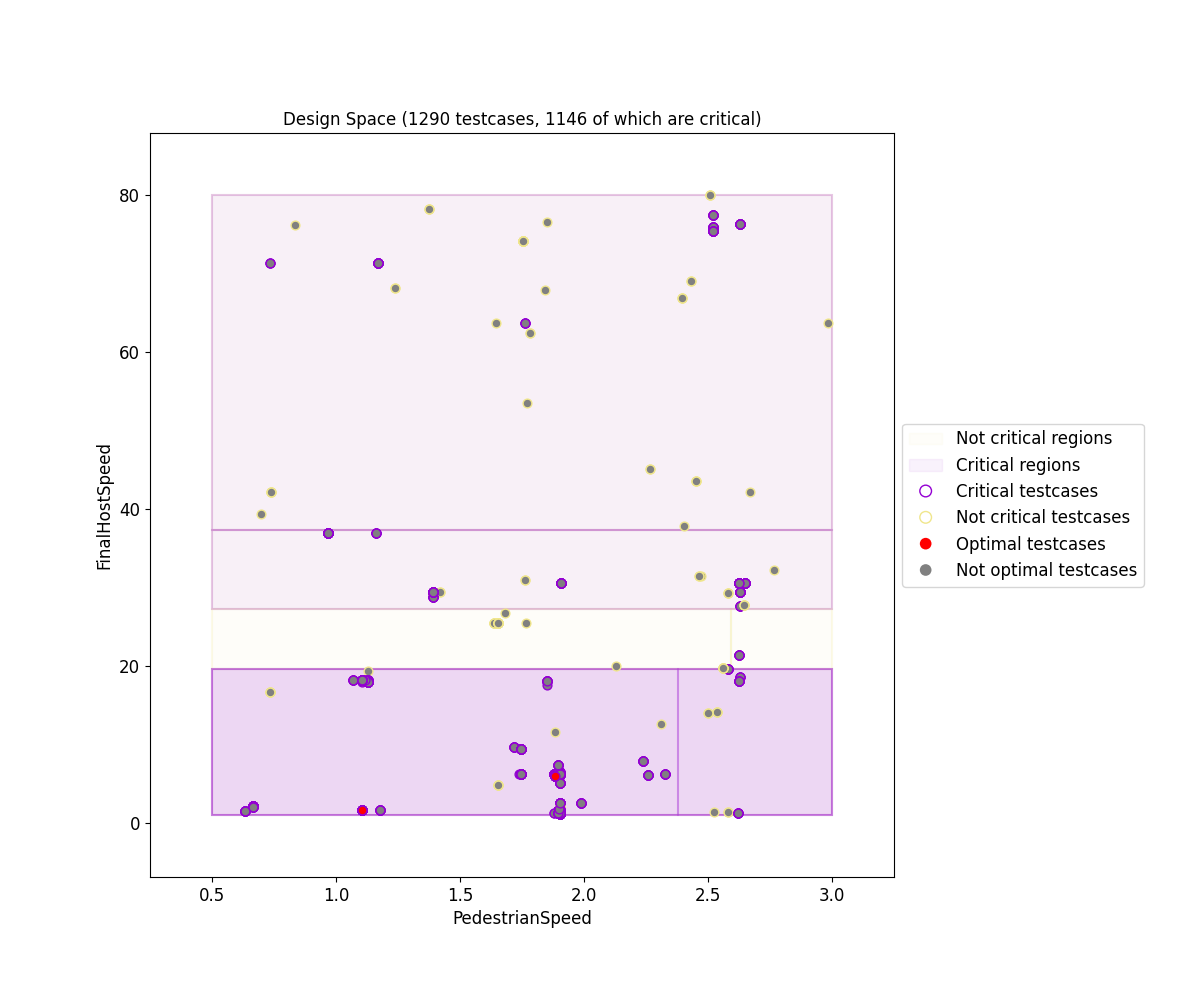 Design Space (1290 testcases, 1146 of which are critical)
80
60
40
20
0
FinalHostSpeed
0.5 1.0 1.5 2.0 2.5 3.0
PedestrianSpeed
Not critical regions
Critical regions
Critical testcases
Not critical testcases
Optimal testcases
Not optimal testcases